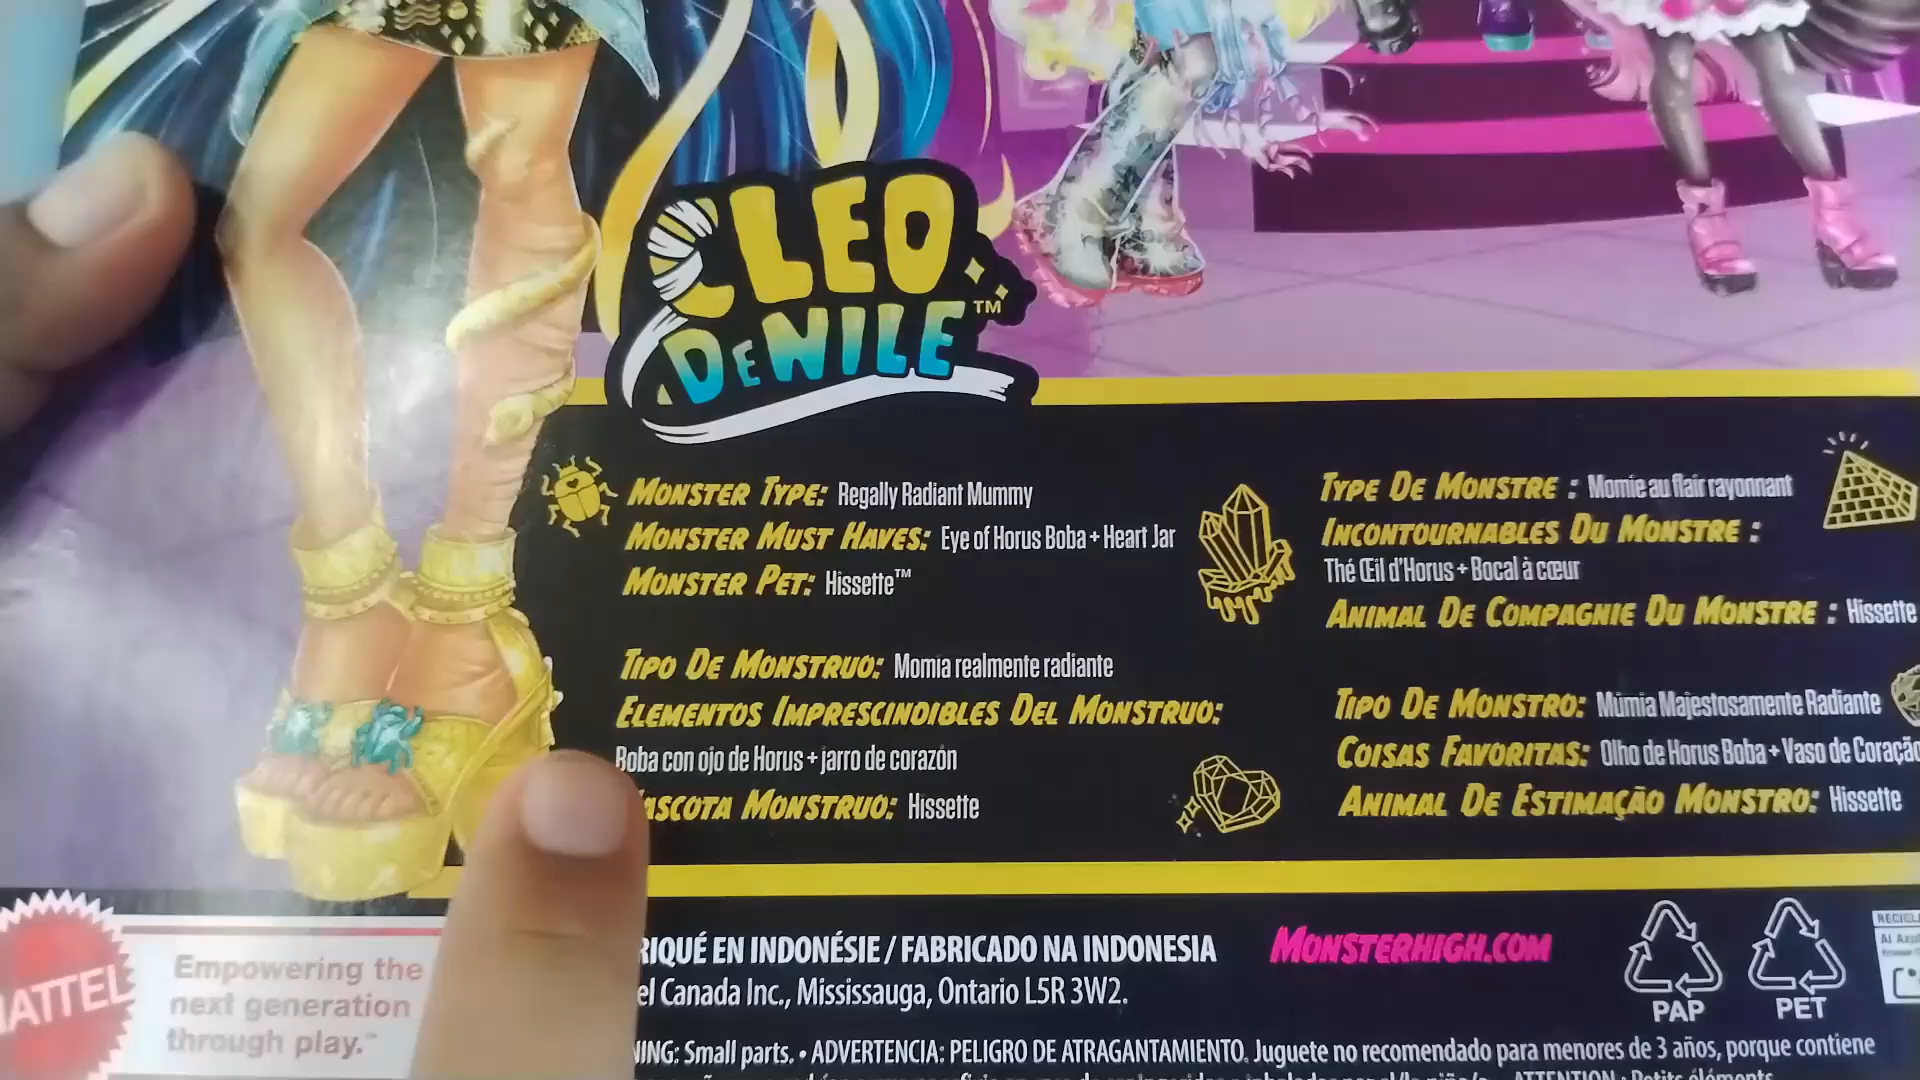 CLEO
DE NILE™
MONSTER TYPE: Regally Radiant Mummy
MONSTER MUST HAVES: Eye of Horus Boba + Heart Jar
MONSTER PET: Hissette™
TIPO DE MONSTRUO: Momia realmente radiante
ELEMENTOS IMPRESCINDIBLES DEL MONSTRUO:
Boba con ojo de Horus + jarro de corazón
MONSTRUO: Hissette
TYPE DE MONSTRE : Momie au flair rayonnant
INCONTOURNABLES DU MONSTRE :
Thé Œil d'Horus + Bocal à cœur
ANIMAL DE COMPAGNIE DU MONSTRE : Hissette
TIPO DE MONSTRO: Múmia Majestosamente Radiante
COISAS FAVORITAS: Olho de Horus Boba + Vaso de Coração
ANIMAL DE ESTIMAÇÃO MONSTRO: Hissette
MATTEL
Empowering the
next generation
through play.™
EN INDONÉSIE / FABRICADO NA INDONESIA
Canada Inc., Mississauga, Ontario L5R 3W2.
MONSTERHIGH.COM
PAP
PET
Small parts. • ADVERTENCIA: PELIGRO DE ATRAGANTAMIENTO. Juguete no recomendado para menores de 3 años, porque contiene
ATTENTION : Petits éléments